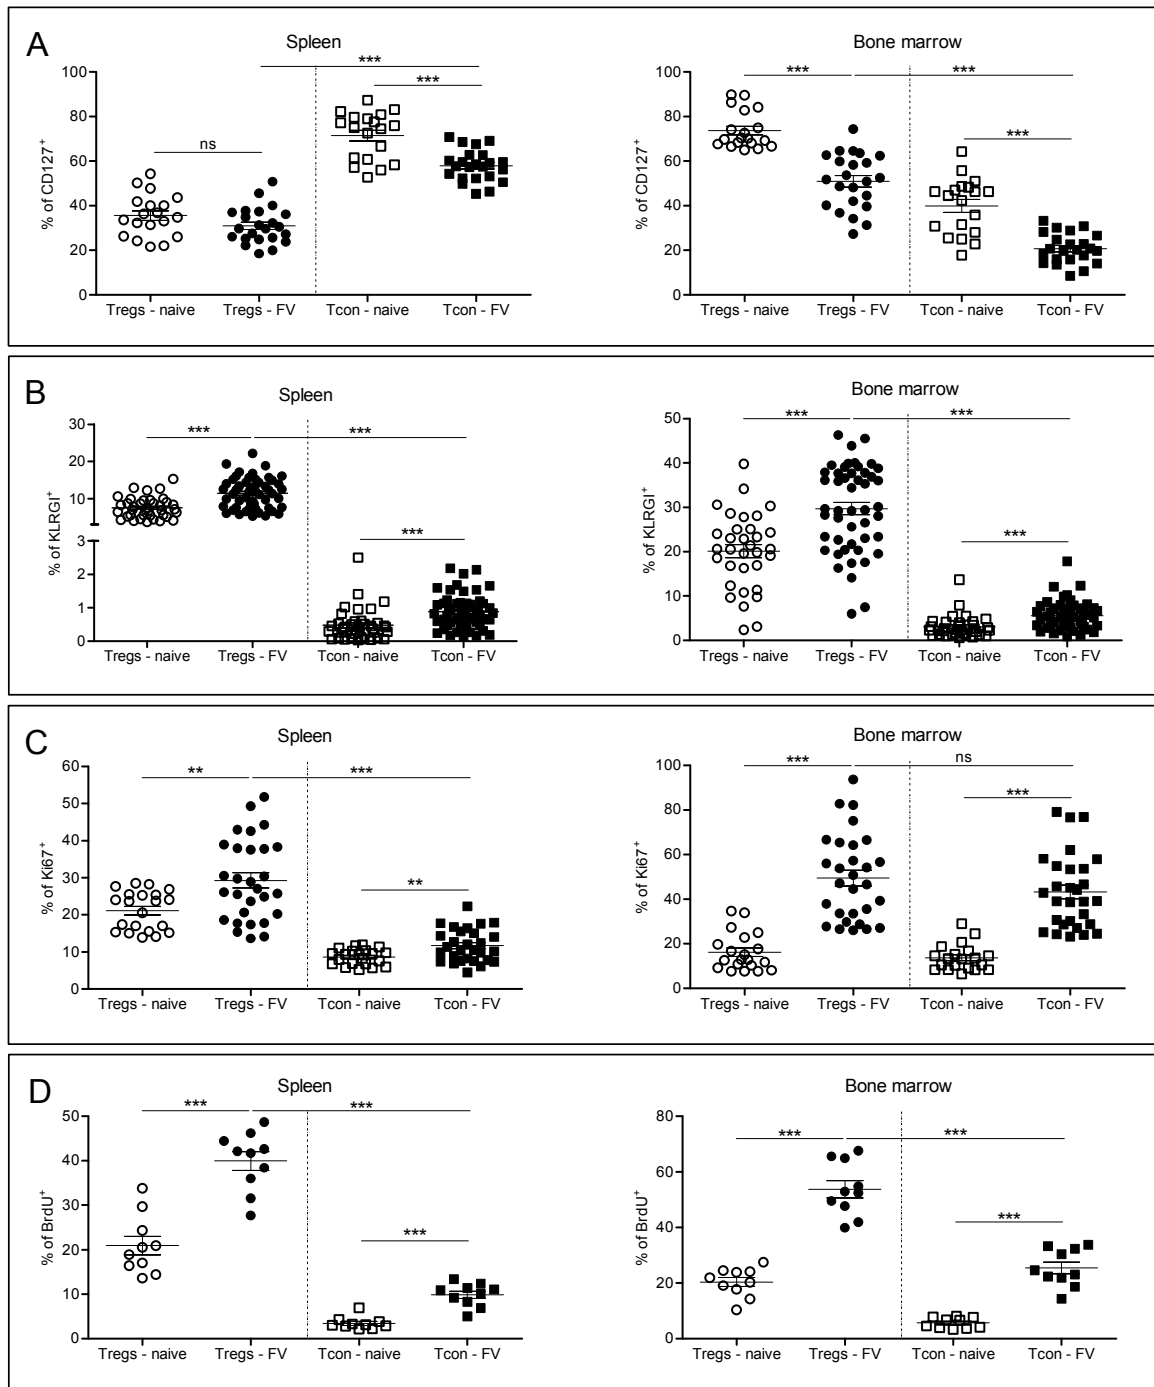 A
Spleen
Bone marrow
***
***
ns
***
***
***
% of CD127+
100
80
60
40
20
0
Tregs - naive
Tregs - FV
Tcon - naive
Tcon - FV
% of CD127+
100
80
60
40
20
0
Tregs - naive
Tregs - FV
Tcon - naive
Tcon - FV
B
Spleen
Bone marrow
***
***
***
***
***
***
% of KLRGI+
30
20
10
3
2
1
0
Tregs - naive
Tregs - FV
Tcon - naive
Tcon - FV
% of KLRGI+
50
40
30
20
10
0
Tregs - naive
Tregs - FV
Tcon - naive
Tcon - FV
C
Spleen
Bone marrow
**
***
**
***
ns
***
% of Ki67+
60
50
40
30
20
10
0
Tregs - naive
Tregs - FV
Tcon - naive
Tcon - FV
% of Ki67+
100
80
60
40
20
0
Tregs - naive
Tregs - FV
Tcon - naive
Tcon - FV
D
Spleen
Bone marrow
***
***
***
***
***
***
% of BrdU+
50
40
30
20
10
0
Tregs - naive
Tregs - FV
Tcon - naive
Tcon - FV
% of BrdU+
80
60
40
20
0
Tregs - naive
Tregs - FV
Tcon - naive
Tcon - FV